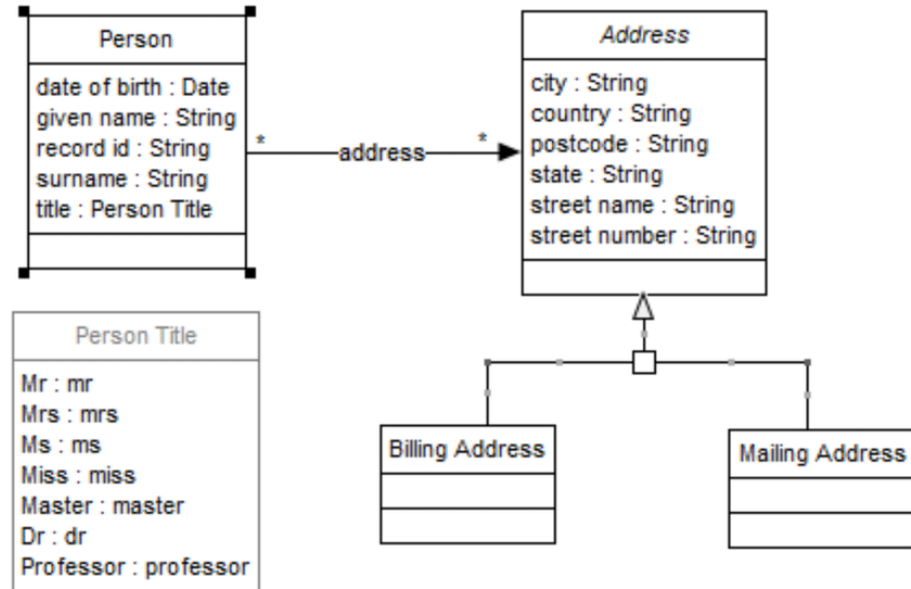 Person
date of birth : Date
given name : String
record id : String
surname : String
title : Person Title
*
address
*
Address
city : String
country : String
postcode : String
state : String
street name : String
street number : String
Person Title
Mr : mr
Mrs : mrs
Ms : ms
Miss : miss
Master : master
Dr : dr
Professor : professor
Billing Address
Mailing Address